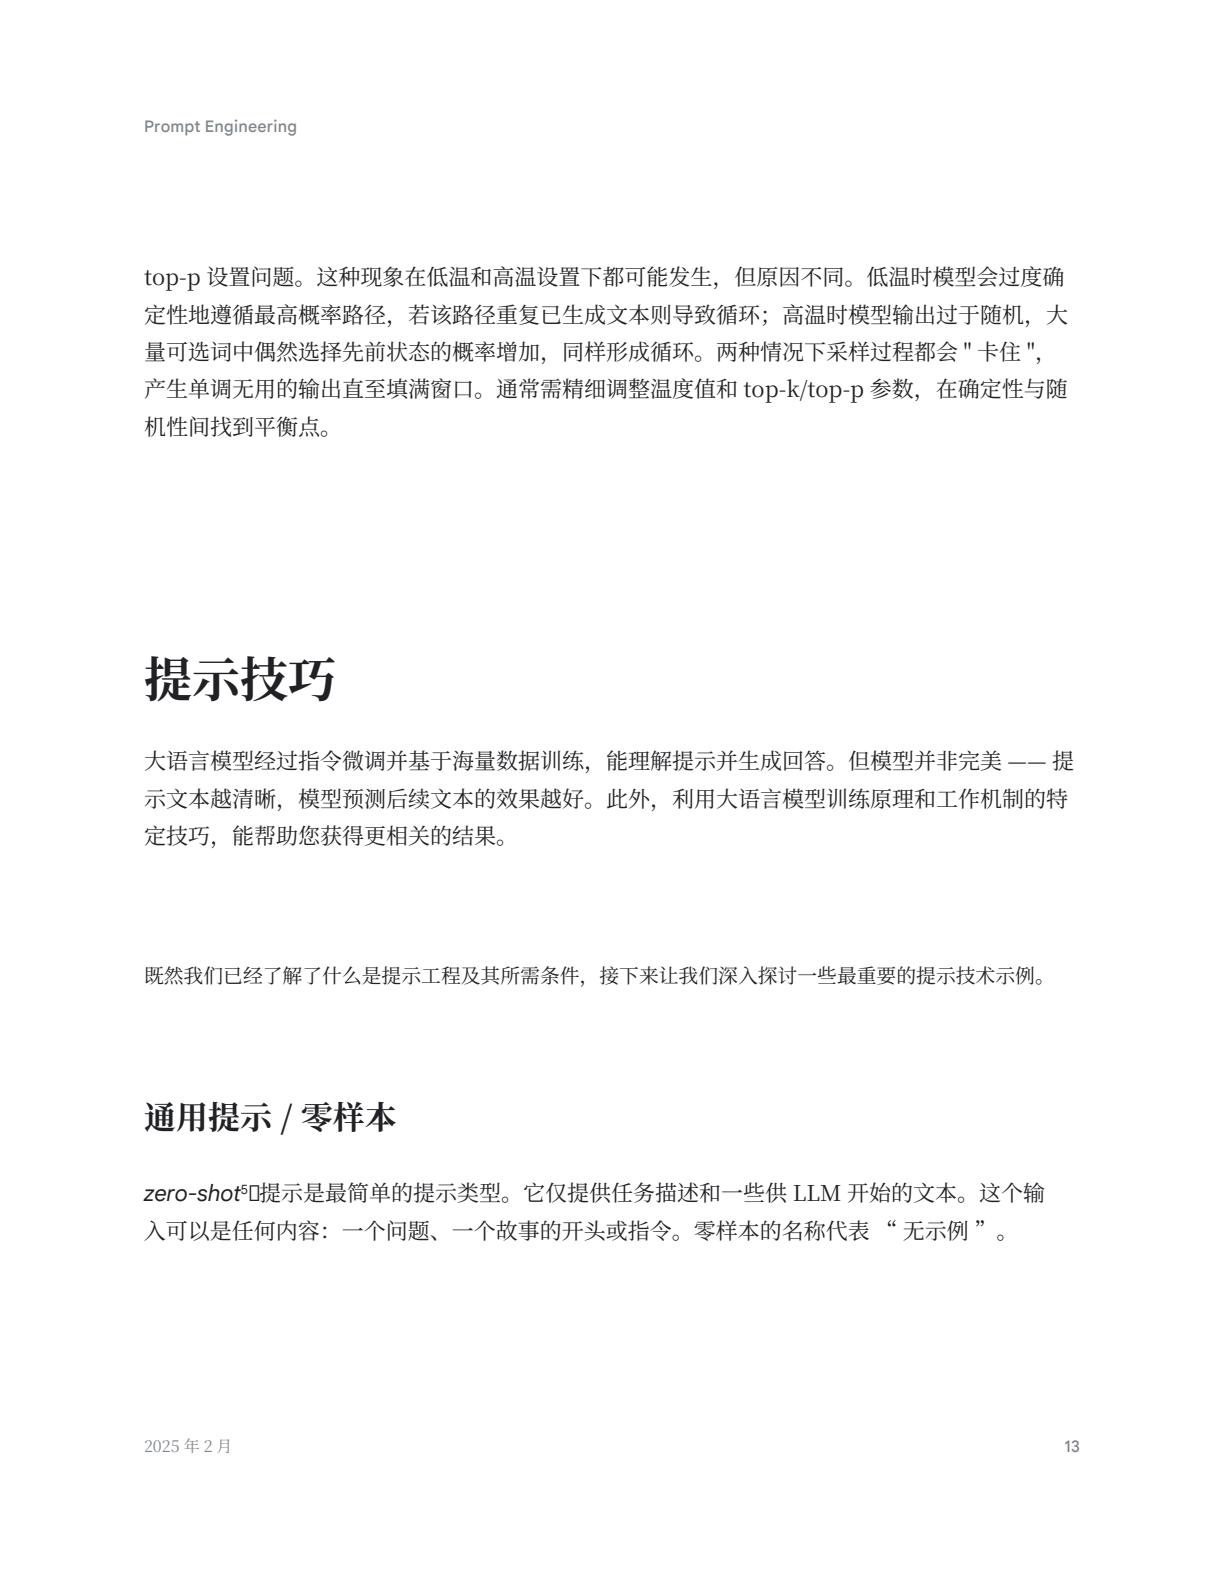 Prompt Engineering
top-p 设置问题。这种现象在低温和高温设置下都可能发生，但原因不同。低温时模型会过度确
定性地遵循最高概率路径，若该路径重复已生成文本则导致循环；高温时模型输出过于随机，大
量可选词中偶然选择先前状态的概率增加，同样形成循环。两种情况下采样过程都会 " 卡住 "，
产生单调无用的输出直至填满窗口。通常需精细调整温度值和 top-k/top-p 参数，在确定性与随
机性间找到平衡点。
提示技巧
大语言模型经过指令微调并基于海量数据训练，能理解提示并生成回答。但模型并非完美 —— 提
示文本越清晰，模型预测后续文本的效果越好。此外，利用大语言模型训练原理和工作机制的特
定技巧，能帮助您获得更相关的结果。
既然我们已经了解了什么是提示工程及其所需条件，接下来让我们深入探讨一些最重要的提示技术示例。
通用提示 / 零样本
zero-shot⁵▯提示是最简单的提示类型。它仅提供任务描述和一些供 LLM 开始的文本。这个输
入可以是任何内容：一个问题、一个故事的开头或指令。零样本的名称代表 “ 无示例 ” 。
2025 年 2 月
13